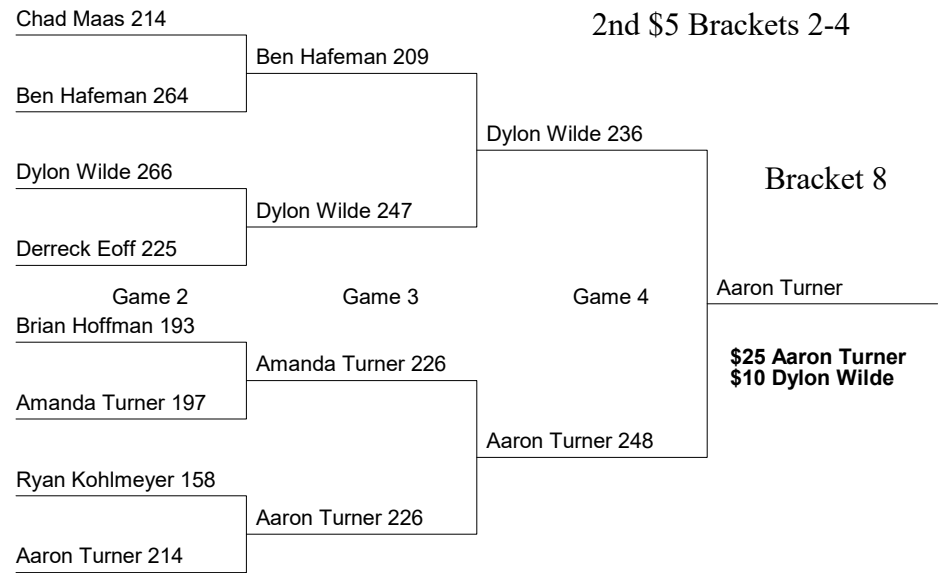 2nd $5 Brackets 2-4
Bracket 8
Chad Maas 214
Ben Hafeman 264
Dylon Wilde 266
Derreck Eoff 225
Game 2
Brian Hoffman 193
Amanda Turner 197
Ryan Kohlmeyer 158
Aaron Turner 214
Ben Hafeman 209
Dylon Wilde 247
Game 3
Amanda Turner 226
Aaron Turner 226
Dylon Wilde 236
Game 4
Aaron Turner 248
Aaron Turner
$25 Aaron Turner
$10 Dylon Wilde